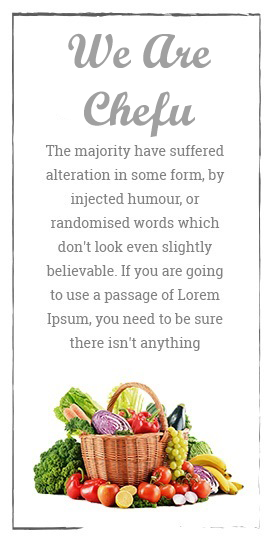 We Are
Chefu
The majority have suffered
alteration in some form, by
injected humour, or
randomised words which
don't look even slightly
believable. If you are going
to use a passage of Lorem
Ipsum, you need to be sure
there isn't anything